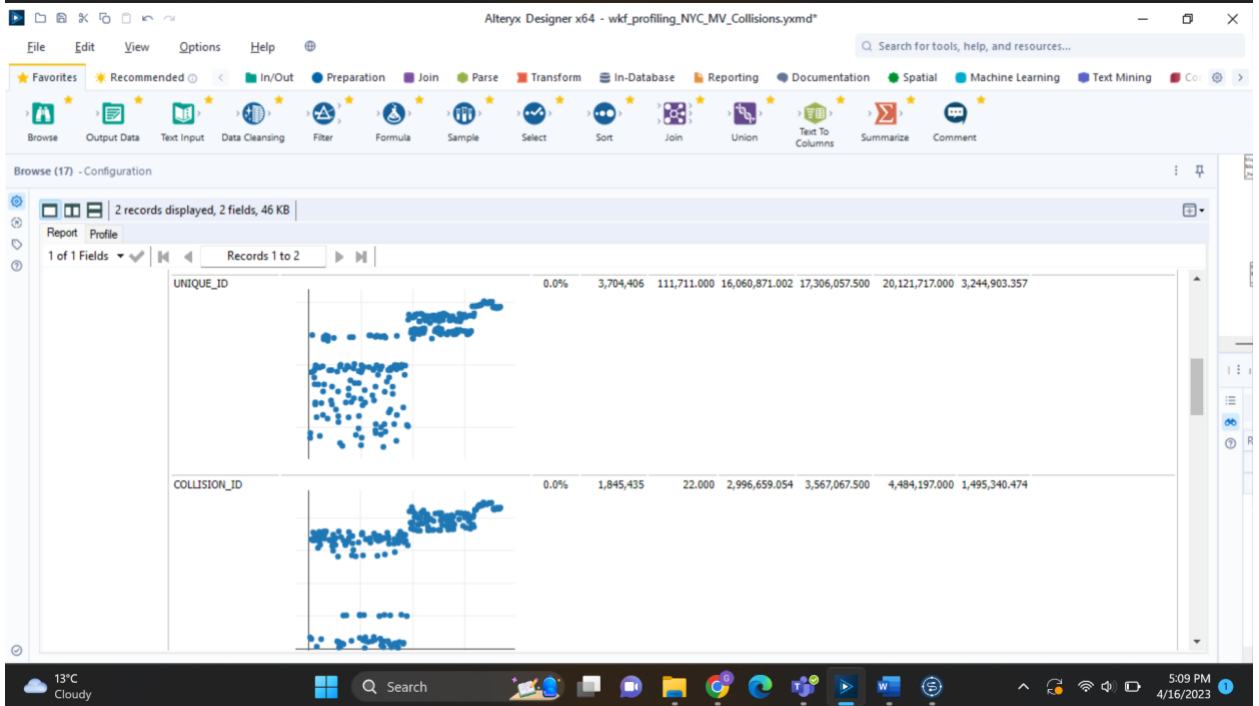 Alteryx Designer x64 - wkf_profiling_NYC_MV_Collisions.yxmd*
File Edit View Options Help
Search for tools, help, and resources...
Favorites Recommended In/Out Preparation Join Parse Transform In-Database Reporting Documentation Spatial Machine Learning Text Mining Co
Browse Output Data Text Input Data Cleansing Filter Formula Sample Select Sort Join Union Text To Columns Summarize Comment
Browse (17) - Configuration
2 records displayed, 2 fields, 46 KB
Report Profile
1 of 1 Fields Records 1 to 2
UNIQUE_ID 0.0% 3,704,406 111,711.000 16,060,871.002 17,306,057.500 20,121,717.000 3,244,903.357
COLLISION_ID 0.0% 1,845,435 22.000 2,996,659.054 3,567,067.500 4,484,197.000 1,495,340.474
R
13°C
Cloudy
Search
5:09 PM
4/16/2023
1